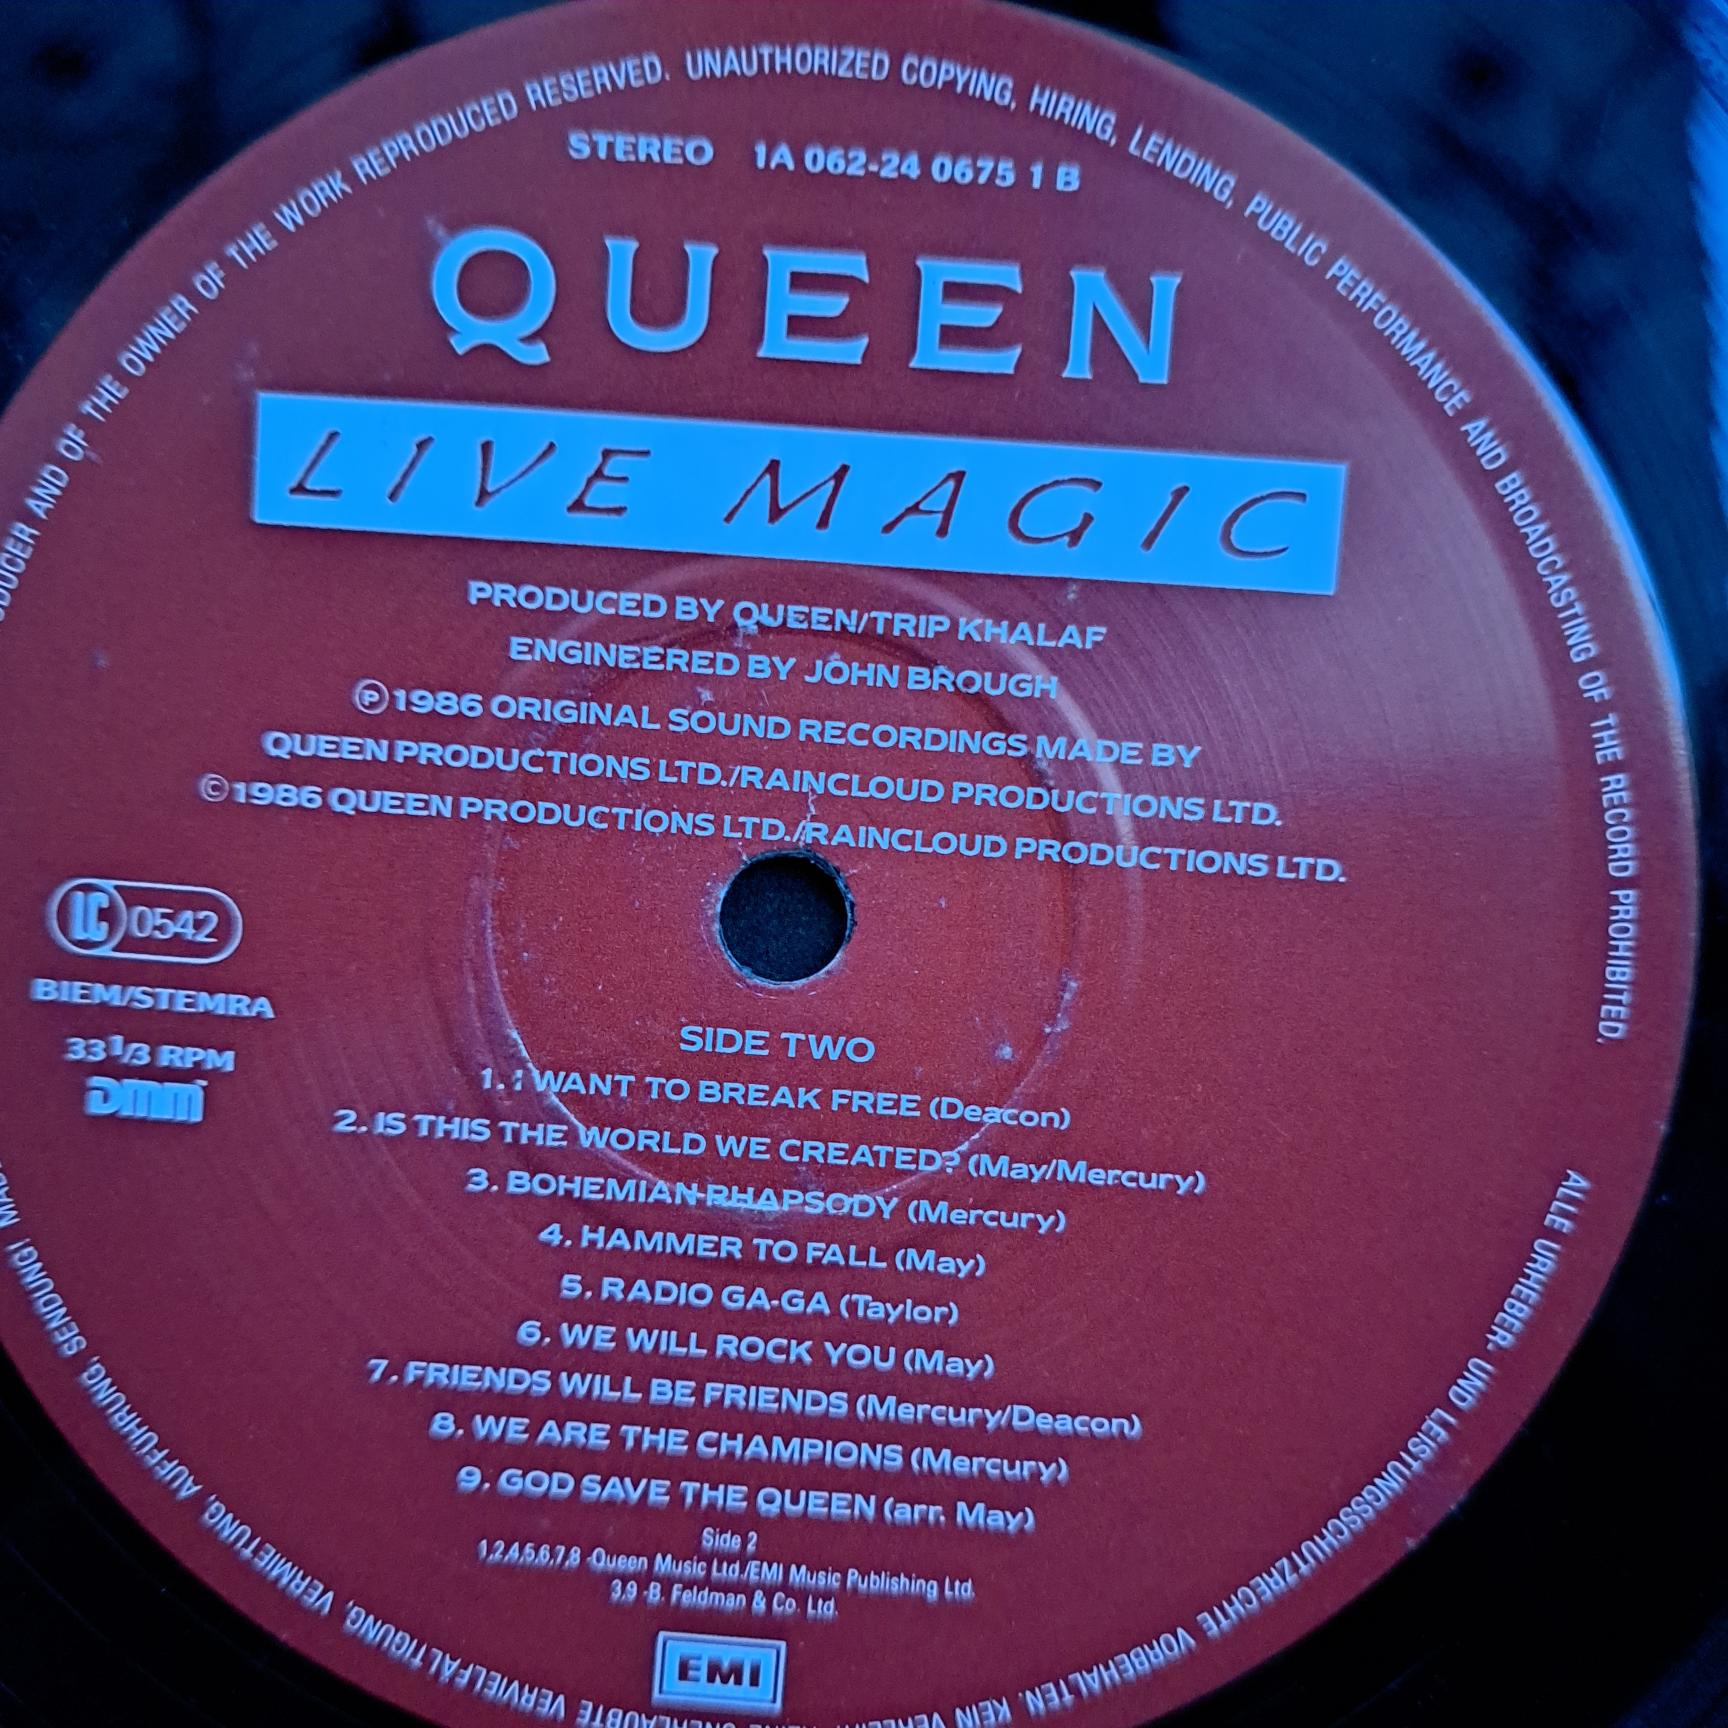 DUCER AND OF THE OWNER OF THE WORK REPRODUCED RESERVED. UNAUTHORIZED COPYING, HIRING, LENDING, PUBLIC PERFORMANCE AND BROADCASTING OF THE RECORD PROHIBITED.
STEREO 1A 062-24 0675 1 B
QUEEN
LIVE MAGIC
PRODUCED BY QUEEN/TRIP KHALAF
ENGINEERED BY JOHN BROUGH
Ⓟ1986 ORIGINAL SOUND RECORDINGS MADE BY
QUEEN PRODUCTIONS LTD./RAINCLOUD PRODUCTIONS LTD.
©1986 QUEEN PRODUCTIONS LTD./RAINCLOUD PRODUCTIONS LTD.
LC 0542
BIEM/STEMRA
33 1/3 RPM
DMM
SIDE TWO
1. I WANT TO BREAK FREE (Deacon)
2. IS THIS THE WORLD WE CREATED? (May/Mercury)
3. BOHEMIAN RHAPSODY (Mercury)
4. HAMMER TO FALL (May)
5. RADIO GA-GA (Taylor)
6. WE WILL ROCK YOU (May)
7. FRIENDS WILL BE FRIENDS (Mercury/Deacon)
8. WE ARE THE CHAMPIONS (Mercury)
9. GOD SAVE THE QUEEN (arr. May)
Side 2
1,2,4,5,6,7,8 -Queen Music Ltd./EMI Music Publishing Ltd.
3,9 -B. Feldman & Co. Ltd.
EMI
ALLE URHEBER- UND LEISTUNGSSCHUTZRECHTE VORBEHALTEN. KEIN VERVIELFÄLTIGUNG, VERMIETUNG, AUFFÜHRUNG, SENDUNG!